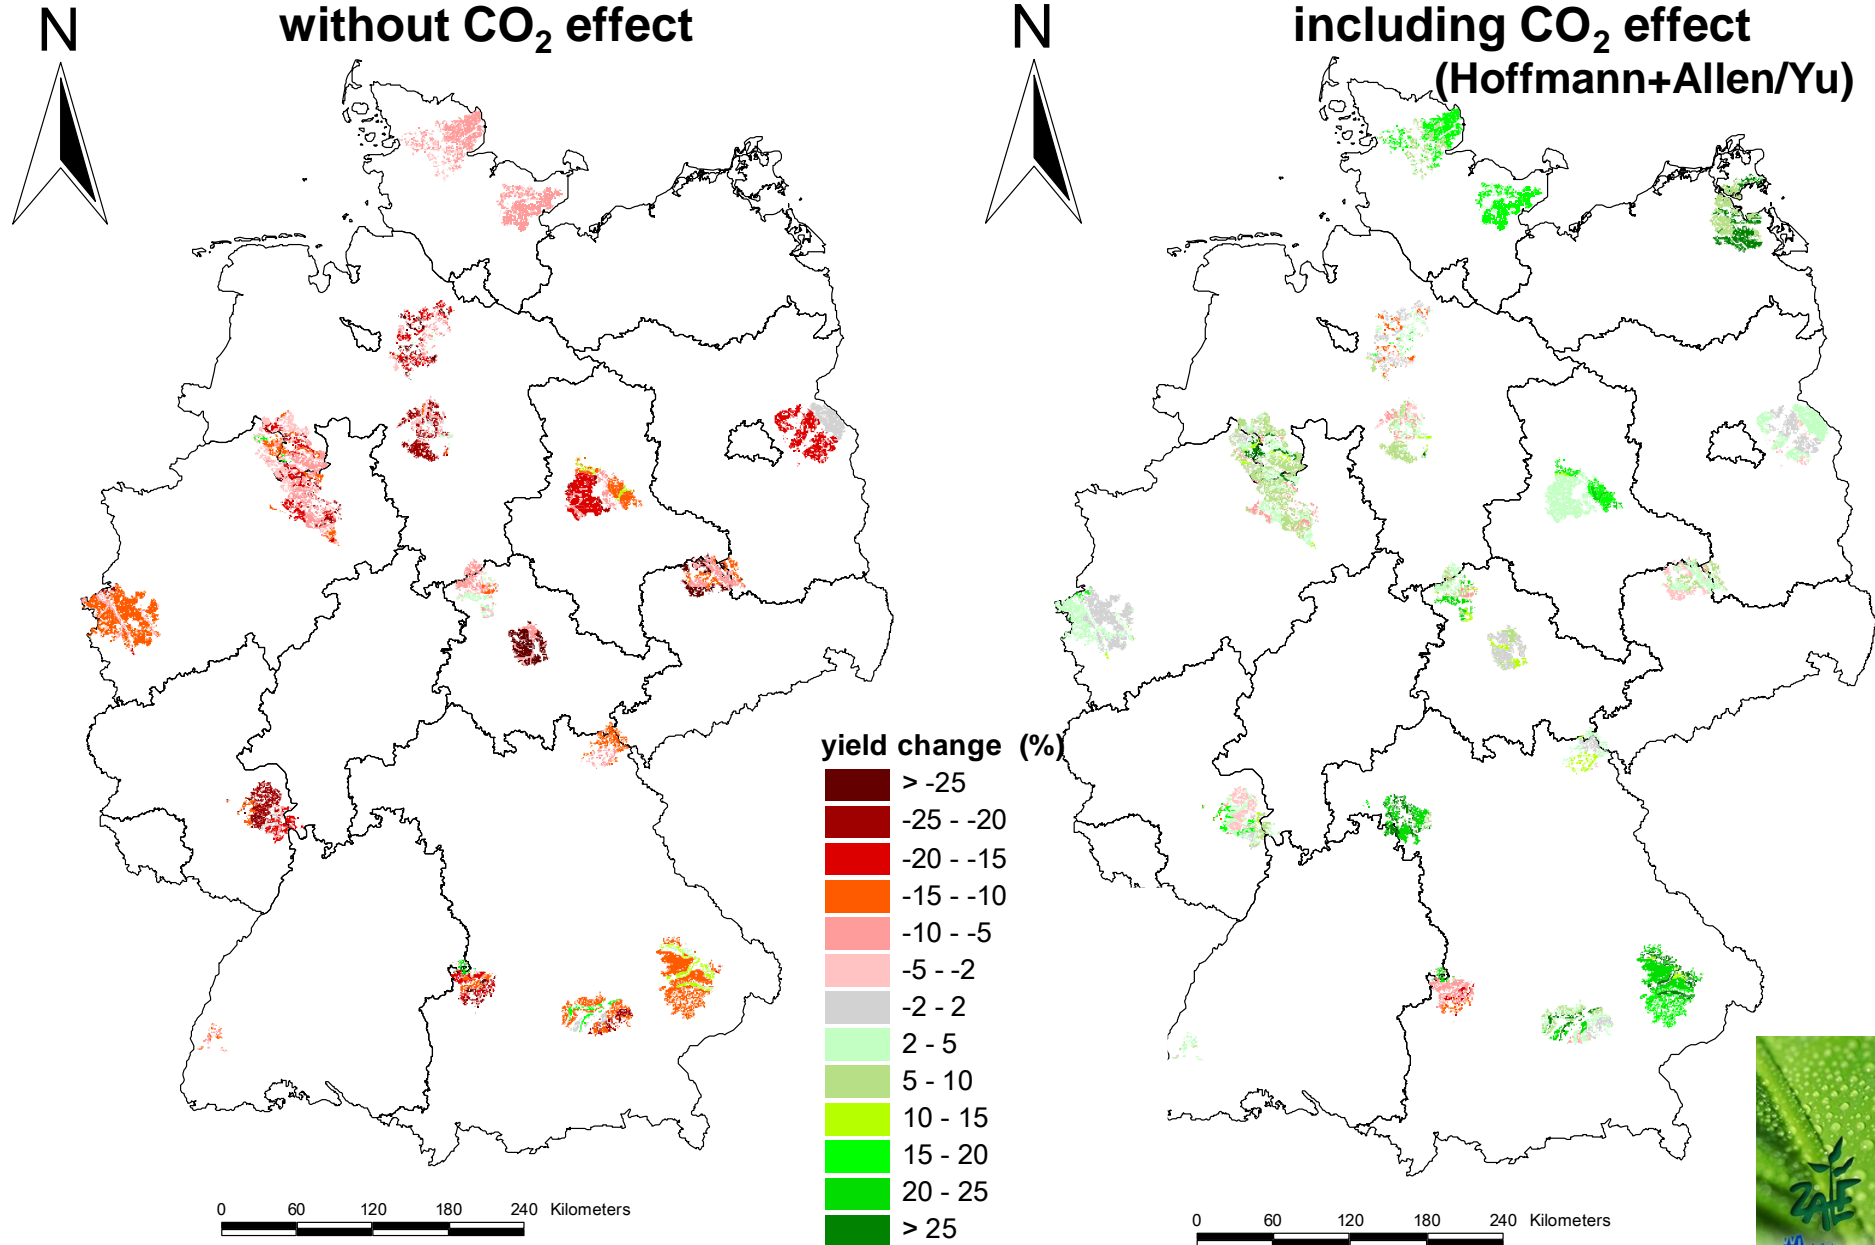 N
without CO₂ effect
N
including CO₂ effect
(Hoffmann+Allen/Yu)
yield change (%)
> -25
-25 - -20
-20 - -15
-15 - -10
-10 - -5
-5 - -2
-2 - 2
2 - 5
5 - 10
10 - 15
15 - 20
20 - 25
> 25
0 60 120 180 240 Kilometers
0 60 120 180 240 Kilometers
ZALF